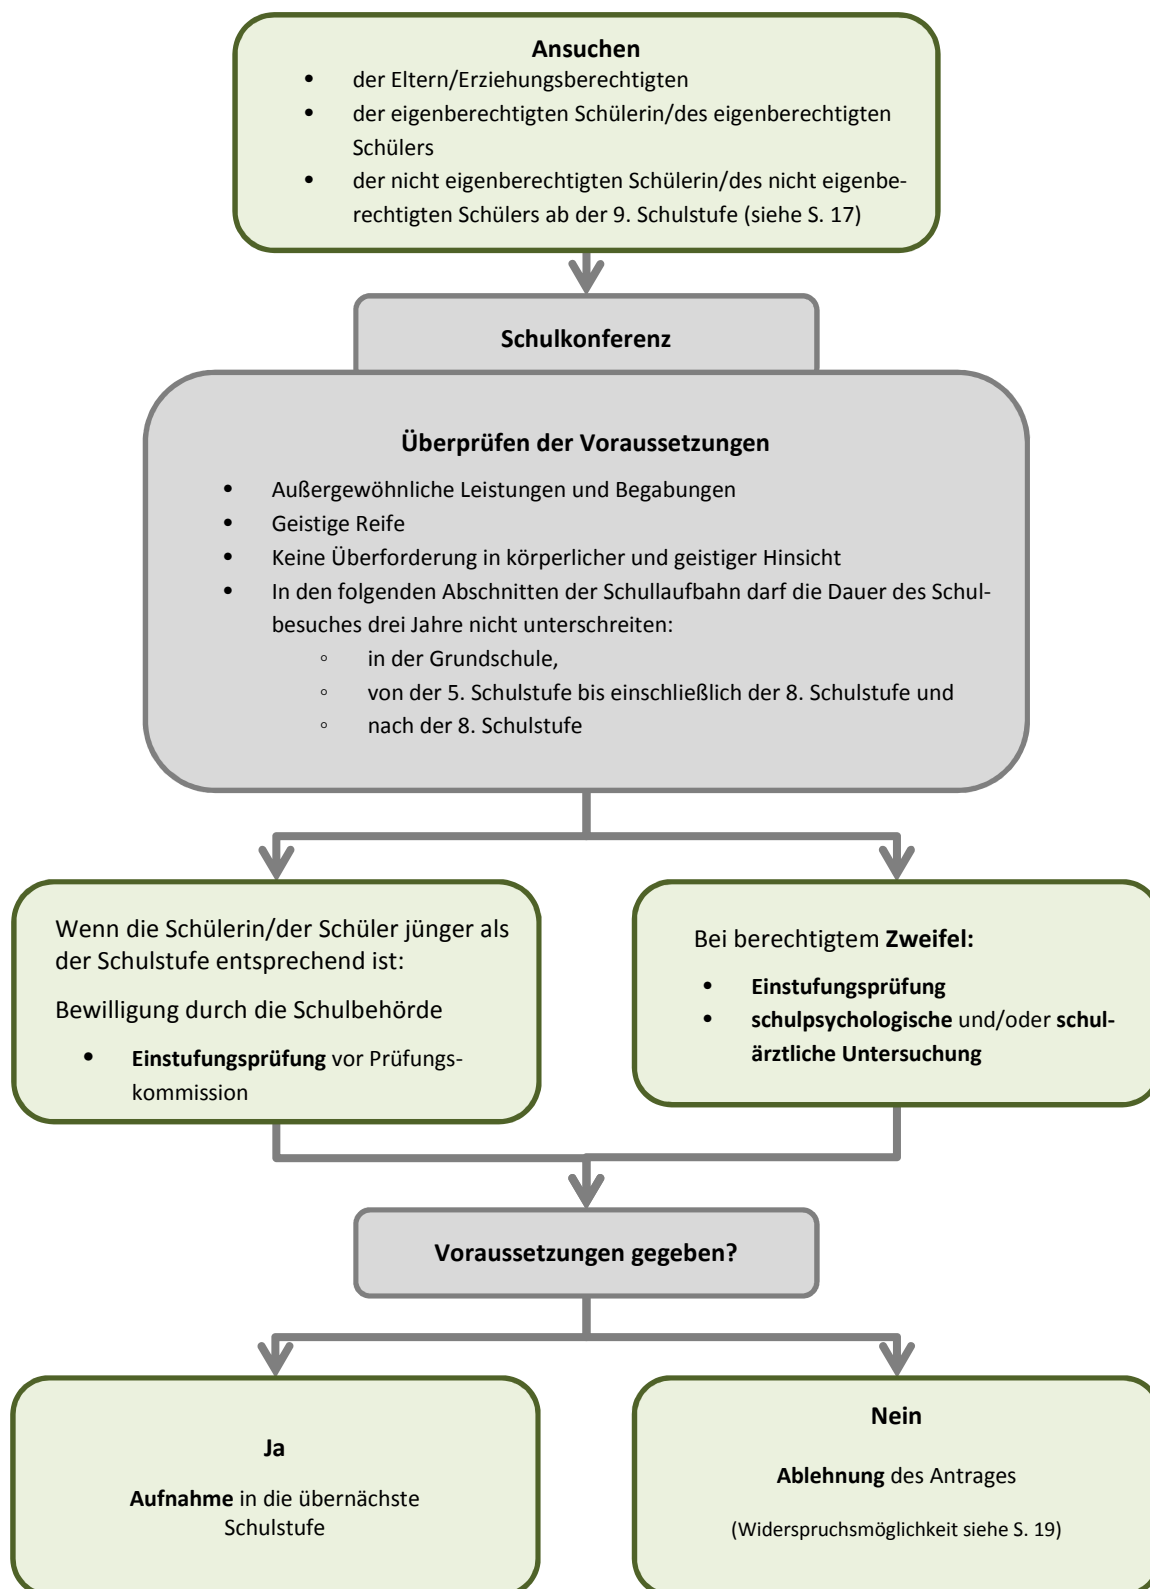 Ansuchen
• der Eltern/Erziehungsberechtigten
• der eigenberechtigten Schülerin/des eigenberechtigten
Schülers
• der nicht eigenberechtigten Schülerin/des nicht eigenbe-
rechtigten Schülers ab der 9. Schulstufe (siehe S. 17)
Schulkonferenz
Überprüfen der Voraussetzungen
• Außergewöhnliche Leistungen und Begabungen
• Geistige Reife
• Keine Überforderung in körperlicher und geistiger Hinsicht
• In den folgenden Abschnitten der Schullaufbahn darf die Dauer des Schul-
besuches drei Jahre nicht unterschreiten:
◦ in der Grundschule,
◦ von der 5. Schulstufe bis einschließlich der 8. Schulstufe und
◦ nach der 8. Schulstufe
Wenn die Schülerin/der Schüler jünger als
der Schulstufe entsprechend ist:
Bewilligung durch die Schulbehörde
• Einstufungsprüfung vor Prüfungs-
kommission
Bei berechtigtem Zweifel:
• Einstufungsprüfung
• schulpsychologische und/oder schul-
ärztliche Untersuchung
Voraussetzungen gegeben?
Ja
Aufnahme in die übernächste
Schulstufe
Nein
Ablehnung des Antrages
(Widerspruchsmöglichkeit siehe S. 19)